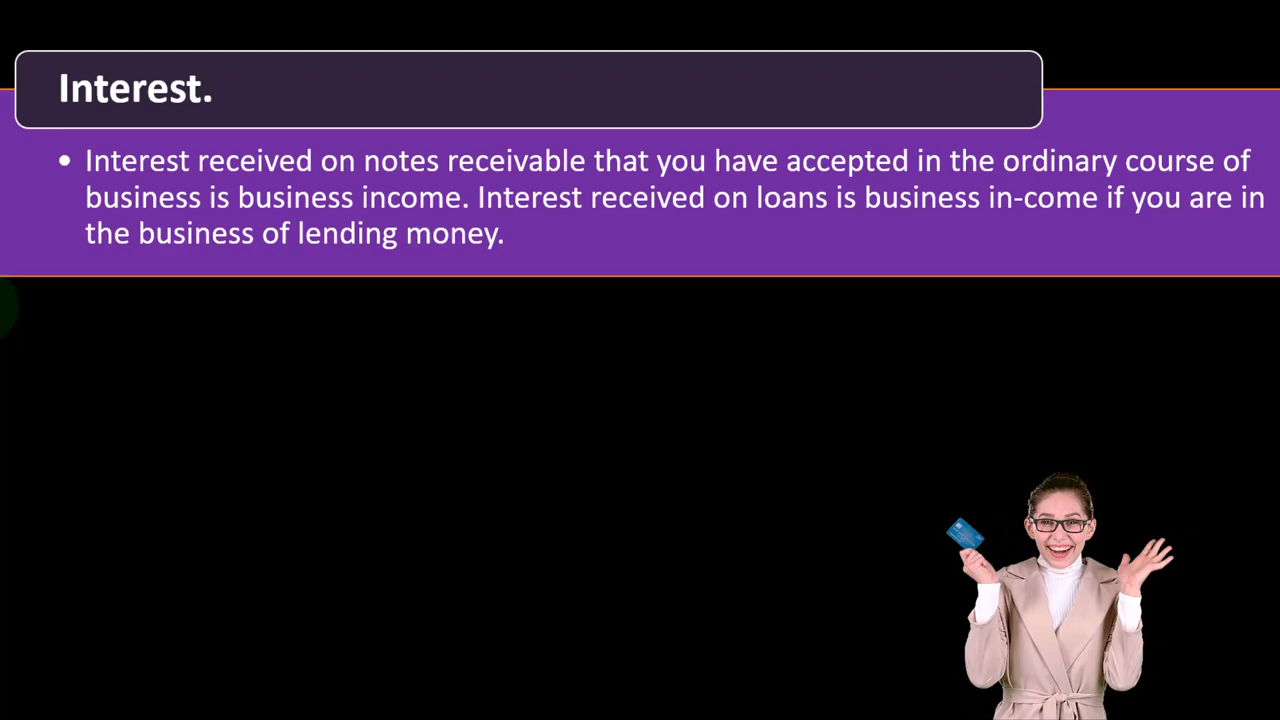 Interest.
• Interest received on notes receivable that you have accepted in the ordinary course of
business is business income. Interest received on loans is business in-come if you are in
the business of lending money.